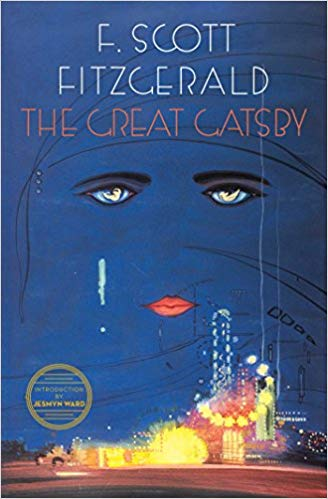 F. SCOTT
FITZGERALD
THE GREAT GATSBY
INTRODUCTION
BY
JESMYN WARD